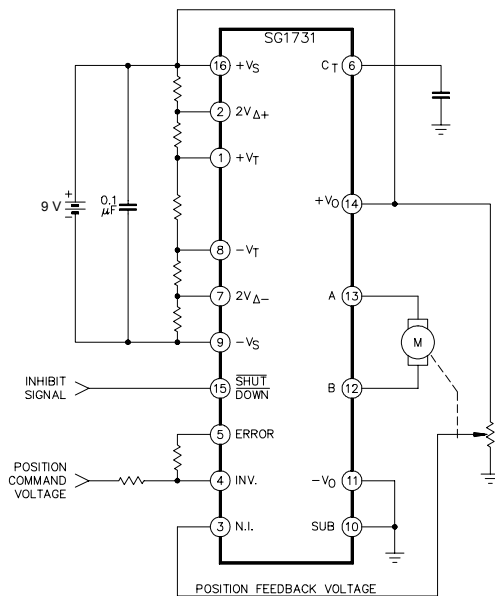 SG1731
16 +VS
CT 6
2 2VΔ+
1 +VT
9 V
+
-
0.1
µF
+VO 14
8 -VT
7 2VΔ-
A 13
9 -VS
M
INHIBIT
SIGNAL
15 SHUT
DOWN
B 12
5 ERROR
POSITION
COMMAND
VOLTAGE
4 INV.
-VO 11
3 N.I.
SUB 10
POSITION FEEDBACK VOLTAGE